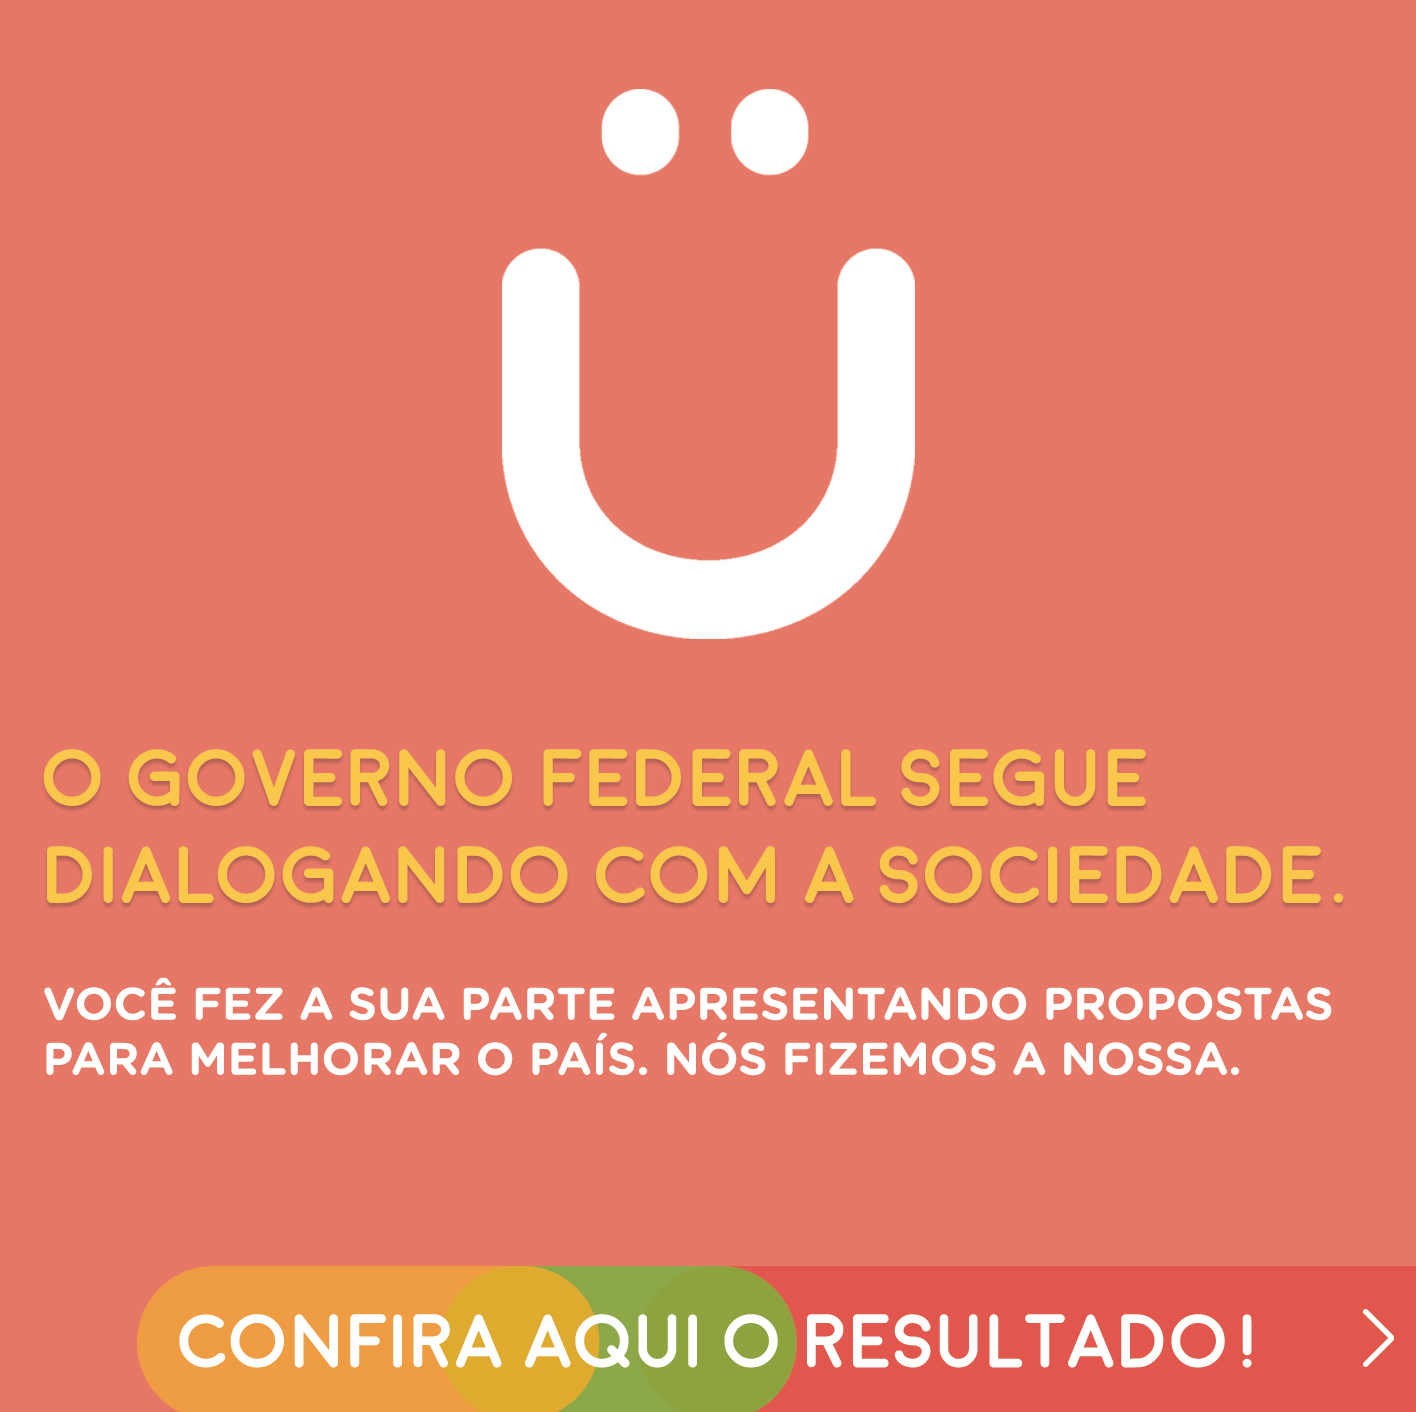 Ü
O GOVERNO FEDERAL SEGUE
DIALOGANDO COM A SOCIEDADE.
VOCÊ FEZ A SUA PARTE APRESENTANDO PROPOSTAS
PARA MELHORAR O PAÍS. NÓS FIZEMOS A NOSSA.
CONFIRA AQUI O RESULTADO!